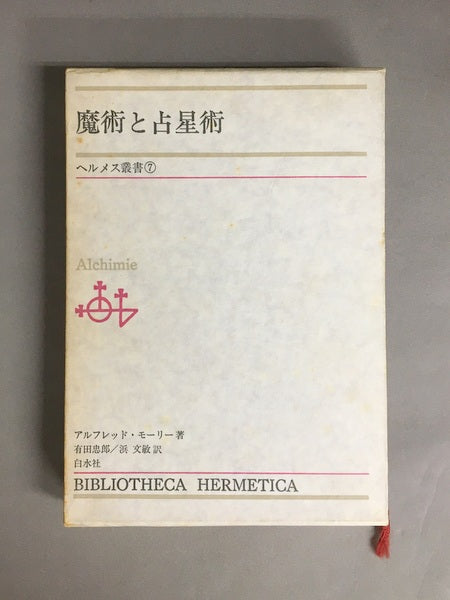 魔術と占星術
ヘルメス叢書⑦
Alchimie
アルフレッド・モーリー著
有田忠郎／浜 文敏訳
白水社
BIBLIOTHECA HERMETICA